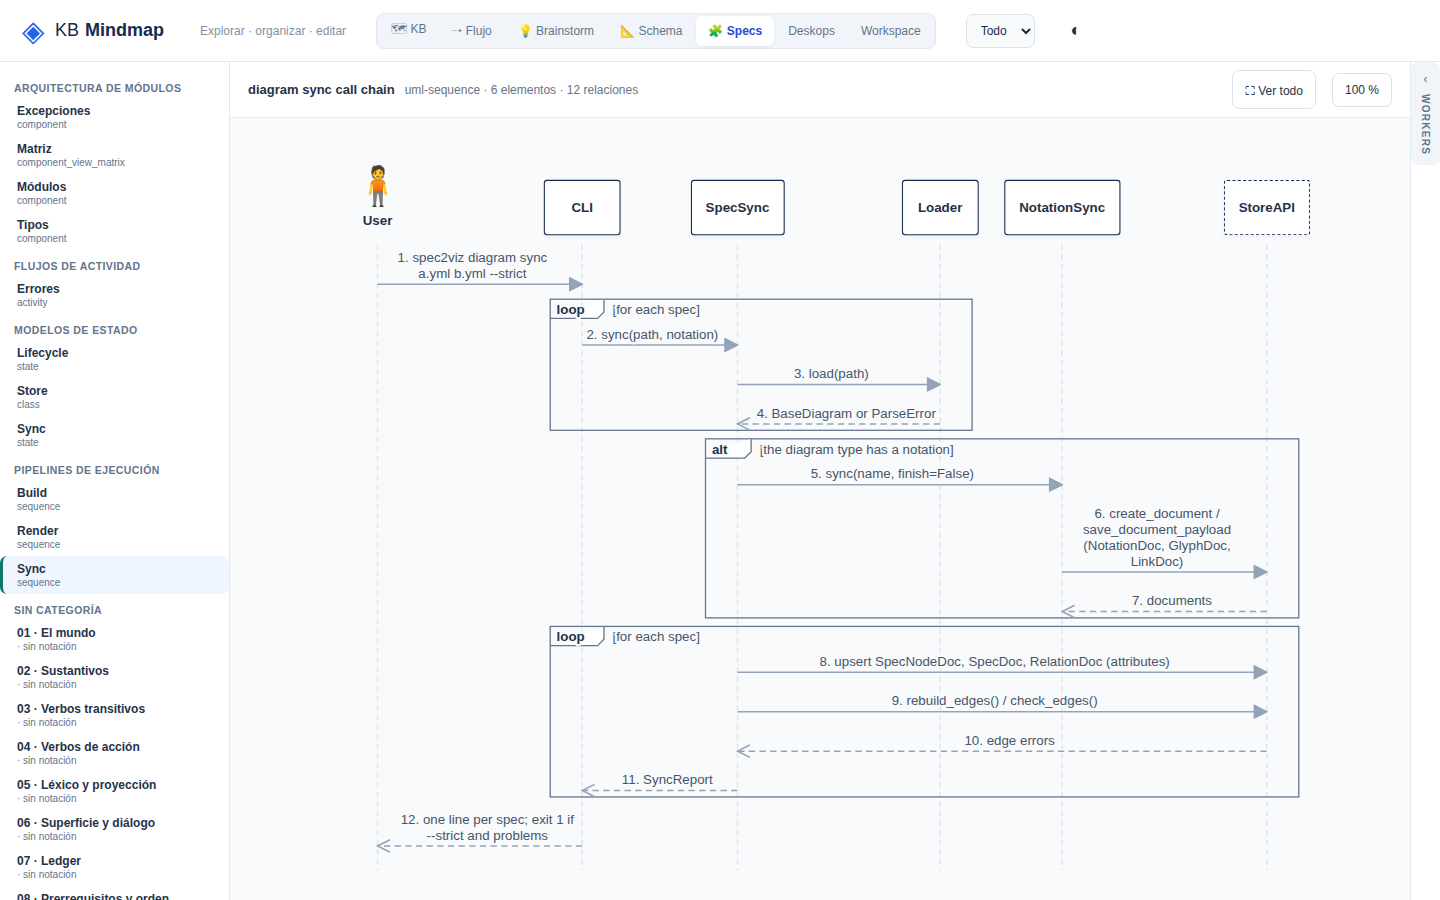 KB Mindmap
Explorar · organizar · editar
KB
Flujo
Brainstorm
Schema
Specs
Deskops
Workspace
Todo
ARQUITECTURA DE MÓDULOS
Excepciones
component
Matriz
component_view_matrix
Módulos
component
Tipos
component
FLUJOS DE ACTIVIDAD
Errores
activity
MODELOS DE ESTADO
Lifecycle
state
Store
class
Sync
state
PIPELINES DE EJECUCIÓN
Build
sequence
Render
sequence
Sync
sequence
SIN CATEGORÍA
01 · El mundo
· sin notación
02 · Sustantivos
· sin notación
03 · Verbos transitivos
· sin notación
04 · Verbos de acción
· sin notación
05 · Léxico y proyección
· sin notación
06 · Superficie y diálogo
· sin notación
07 · Ledger
· sin notación
08 · Prerrequisitos y orden
diagram sync call chain
uml-sequence · 6 elementos · 12 relaciones
Ver todo
100 %
‹
WORKERS
User
CLI
SpecSync
Loader
NotationSync
StoreAPI
1. spec2viz diagram sync
a.yml b.yml --strict
loop
[for each spec]
2. sync(path, notation)
3. load(path)
4. BaseDiagram or ParseError
alt
[the diagram type has a notation]
5. sync(name, finish=False)
6. create_document /
save_document_payload
(NotationDoc, GlyphDoc,
LinkDoc)
7. documents
loop
[for each spec]
8. upsert SpecNodeDoc, SpecDoc, RelationDoc (attributes)
9. rebuild_edges() / check_edges()
10. edge errors
11. SyncReport
12. one line per spec; exit 1 if
--strict and problems